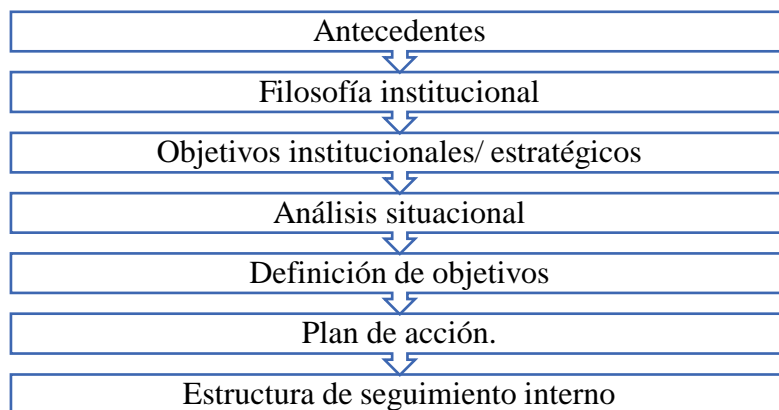 Antecedentes
Filosofía institucional
Objetivos institucionales/ estratégicos
Análisis situacional
Definición de objetivos
Plan de acción.
Estructura de seguimiento interno